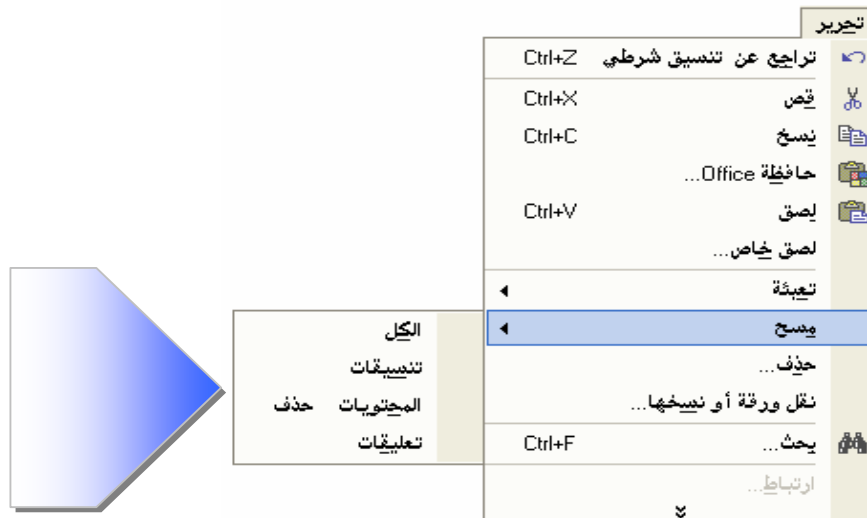 تحرير
تراجع عن تنسيق شرطي Ctrl+Z
قص Ctrl+X
نسخ Ctrl+C
حافظة Office...
لصق Ctrl+V
لصق خاص...
تعبئة
مسح
الكل
تنسيقات
المحتويات حذف
تعليقات
حذف...
نقل ورقة أو نسخها...
بحث... Ctrl+F
ارتباط...